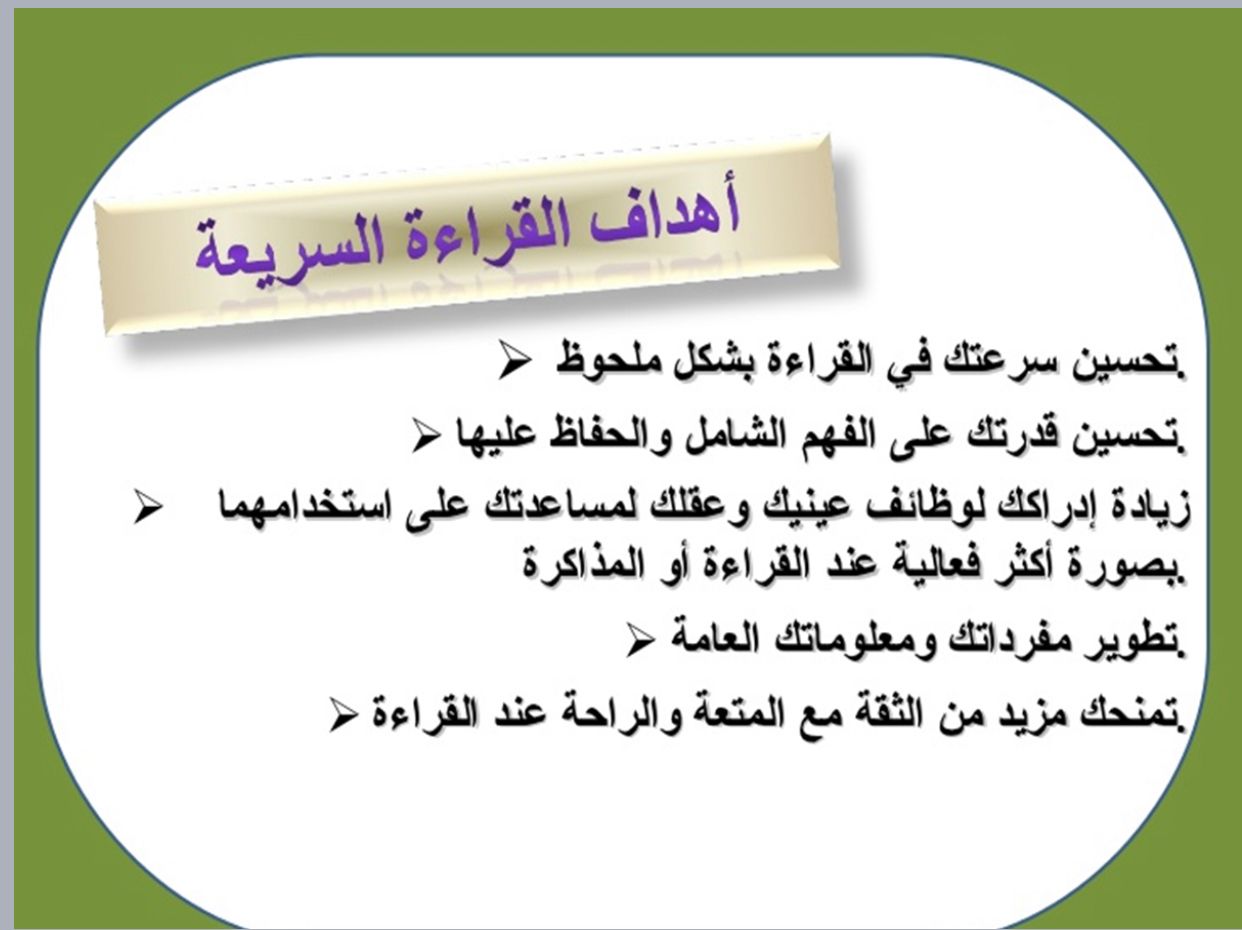 أهداف القراءة السريعة
تحسين سرعتك في القراءة بشكل ملحوظ.
تحسين قدرتك على الفهم الشامل والحفاظ عليها.
زيادة إدراكك لوظائف عينيك وعقلك لمساعدتك على استخدامهما
بصورة أكثر فعالية عند القراءة أو المذاكرة.
تطوير مفرداتك ومعلوماتك العامة.
تمنحك مزيد من الثقة مع المتعة والراحة عند القراءة.